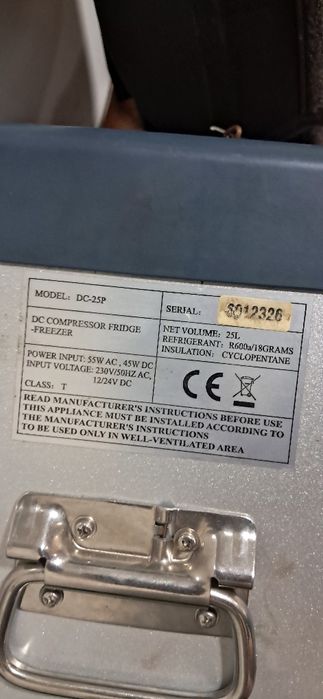 MODEL: DC-25P
SERIAL: S012326
DC COMPRESSOR FRIDGE
-FREEZER
NET VOLUME: 25L
REFRIGERANT: R600a/18GRAMS
INSULATION: CYCLOPENTANE
POWER INPUT: 55W AC , 45W DC
INPUT VOLTAGE: 230V/50HZ AC,
12/24V DC
CLASS: T
CE
READ MANUFACTURER'S INSTRUCTIONS BEFORE USE
THIS APPLIANCE MUST BE INSTALLED ACCORDING TO
THE MANUFACTURER'S INSTRUCTIONS
TO BE USED ONLY IN WELL-VENTILATED AREA